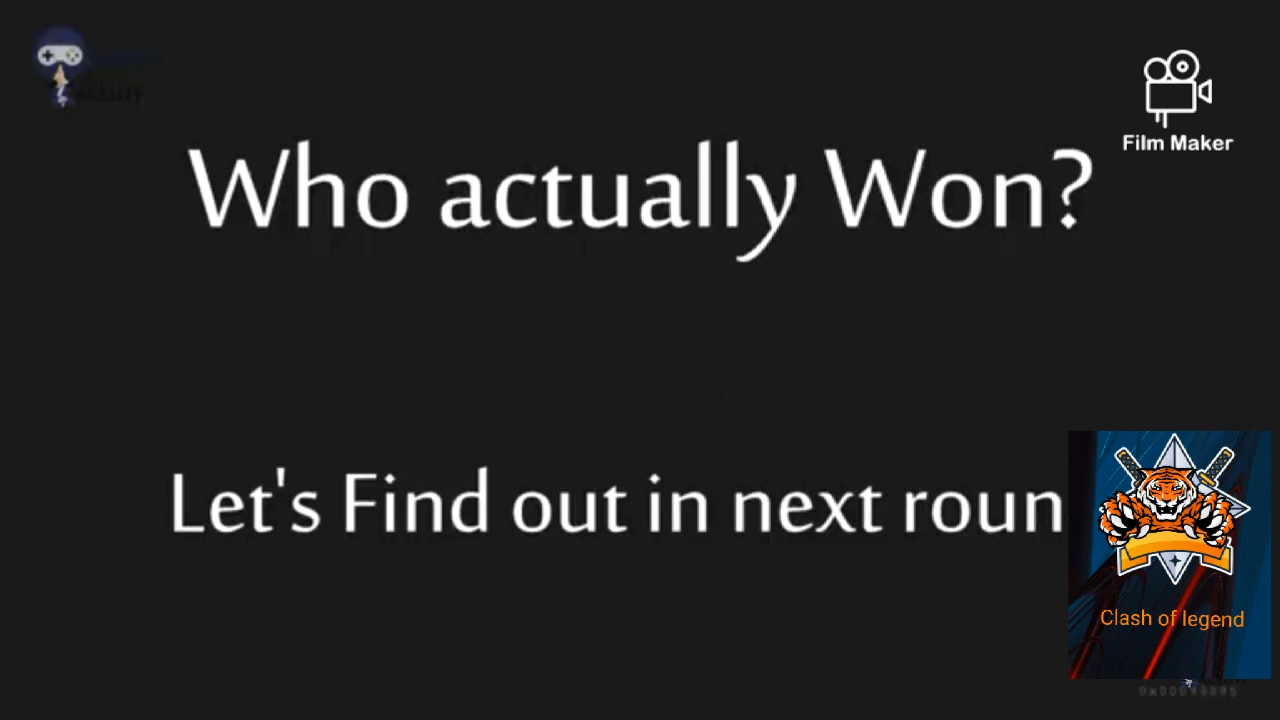 Film Maker
Who actually Won?
Let's Find out in next roun
Clash of legend